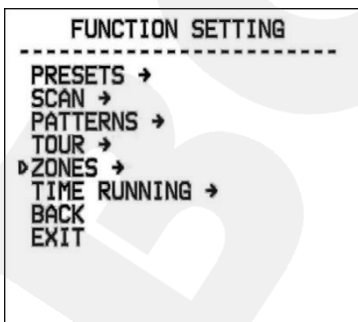 FUNCTION SETTING
PRESETS →
SCAN →
PATTERNS →
TOUR →
ZONES →
TIME RUNNING →
BACK
EXIT